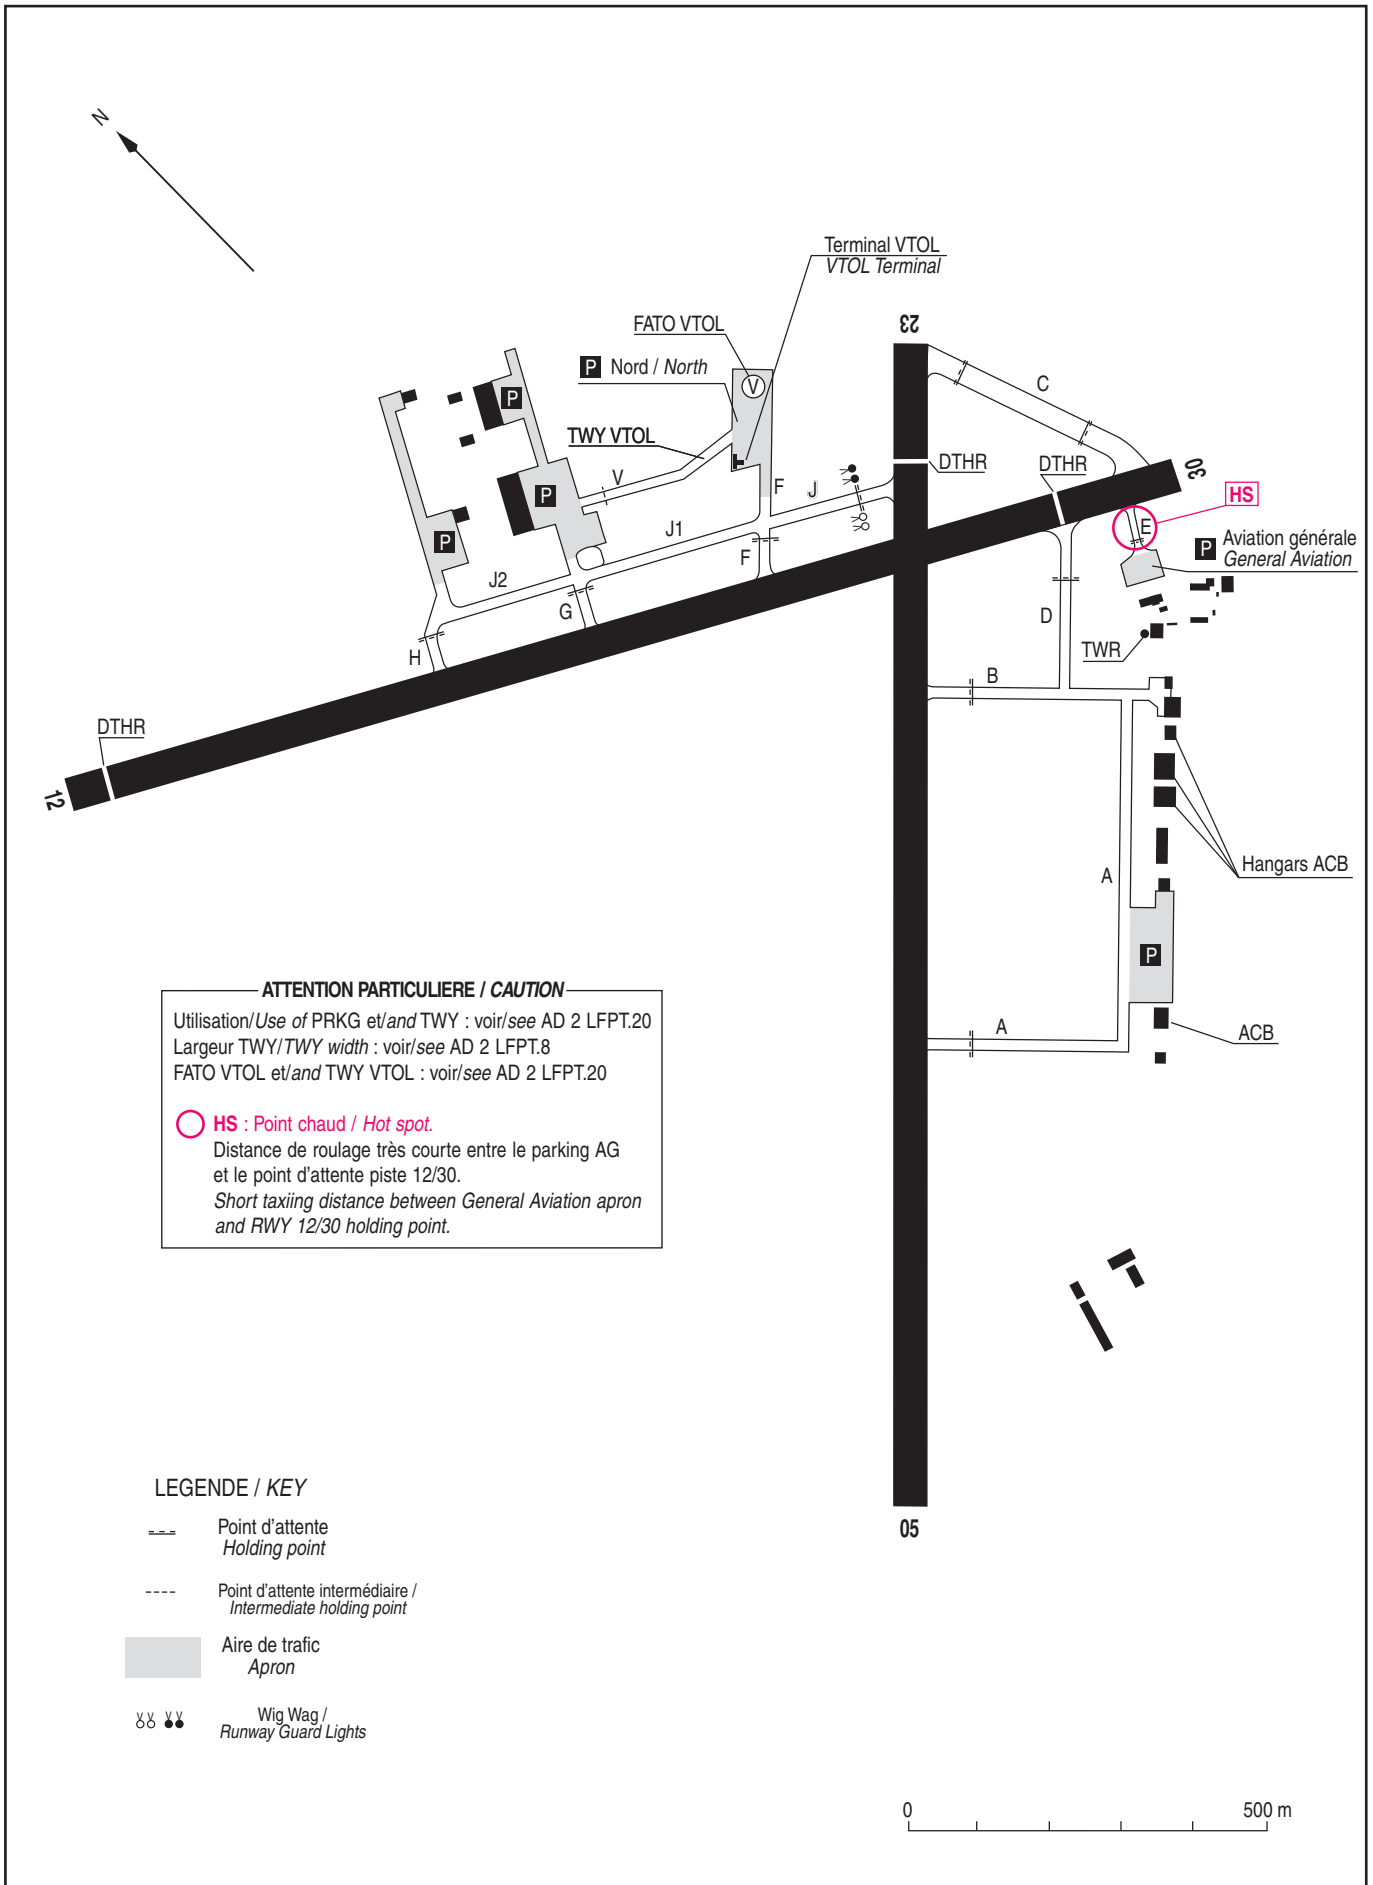 N
Terminal VTOL
VTOL Terminal
FATO VTOL
23
P Nord / North
V
C
P
TWY VTOL
DTHR
DTHR
30
V
F
J
HS
P
E
P Aviation générale
General Aviation
J1
P
F
J2
G
D
H
TWR
B
DTHR
12
Hangars ACB
A
P
ATTENTION PARTICULIERE / CAUTION
Utilisation/Use of PRKG et/and TWY : voir/see AD 2 LFPT.20
Largeur TWY/TWY width : voir/see AD 2 LFPT.8
FATO VTOL et/and TWY VTOL : voir/see AD 2 LFPT.20
A
ACB
HS : Point chaud / Hot spot.
Distance de roulage très courte entre le parking AG
et le point d'attente piste 12/30.
Short taxiing distance between General Aviation apron
and RWY 12/30 holding point.
LEGENDE / KEY
05
Point d'attente
Holding point
Point d'attente intermédiaire /
Intermediate holding point
Aire de trafic
Apron
Wig Wag /
Runway Guard Lights
0 500 m